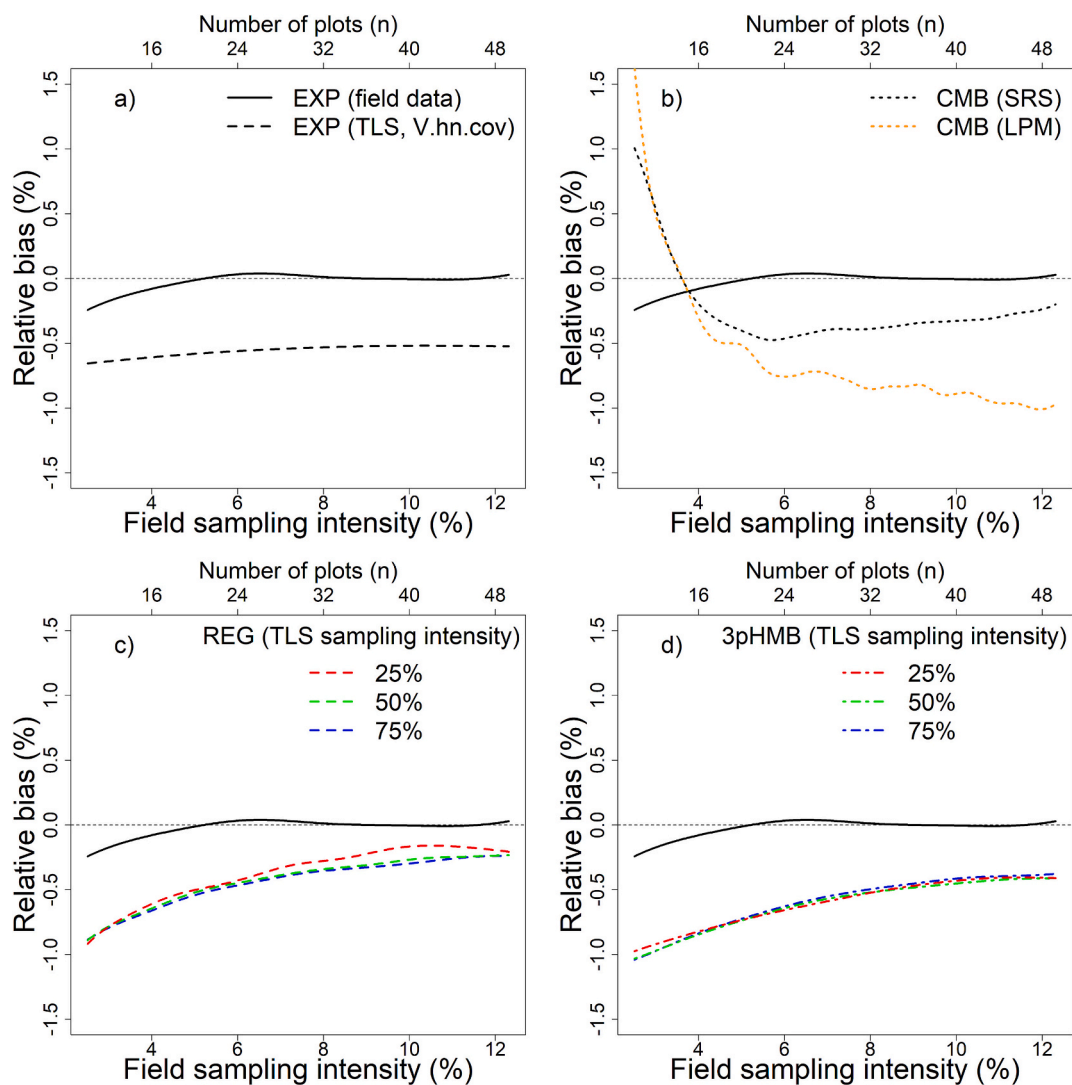 Number of plots (n)
16 24 32 40 48
a)
EXP (field data)
EXP (TLS, V.hn.cov)
Relative bias (%)
1.5
1.0
0.5
0.0
-0.5
-1.0
-1.5
4 6 8 10 12
Field sampling intensity (%)
Number of plots (n)
16 24 32 40 48
b)
CMB (SRS)
CMB (LPM)
Relative bias (%)
1.5
1.0
0.5
0.0
-0.5
-1.0
-1.5
4 6 8 10 12
Field sampling intensity (%)
Number of plots (n)
16 24 32 40 48
c)
REG (TLS sampling intensity)
25%
50%
75%
Relative bias (%)
1.5
1.0
0.5
0.0
-0.5
-1.0
-1.5
4 6 8 10 12
Field sampling intensity (%)
Number of plots (n)
16 24 32 40 48
d)
3pHMB (TLS sampling intensity)
25%
50%
75%
Relative bias (%)
1.5
1.0
0.5
0.0
-0.5
-1.0
-1.5
4 6 8 10 12
Field sampling intensity (%)